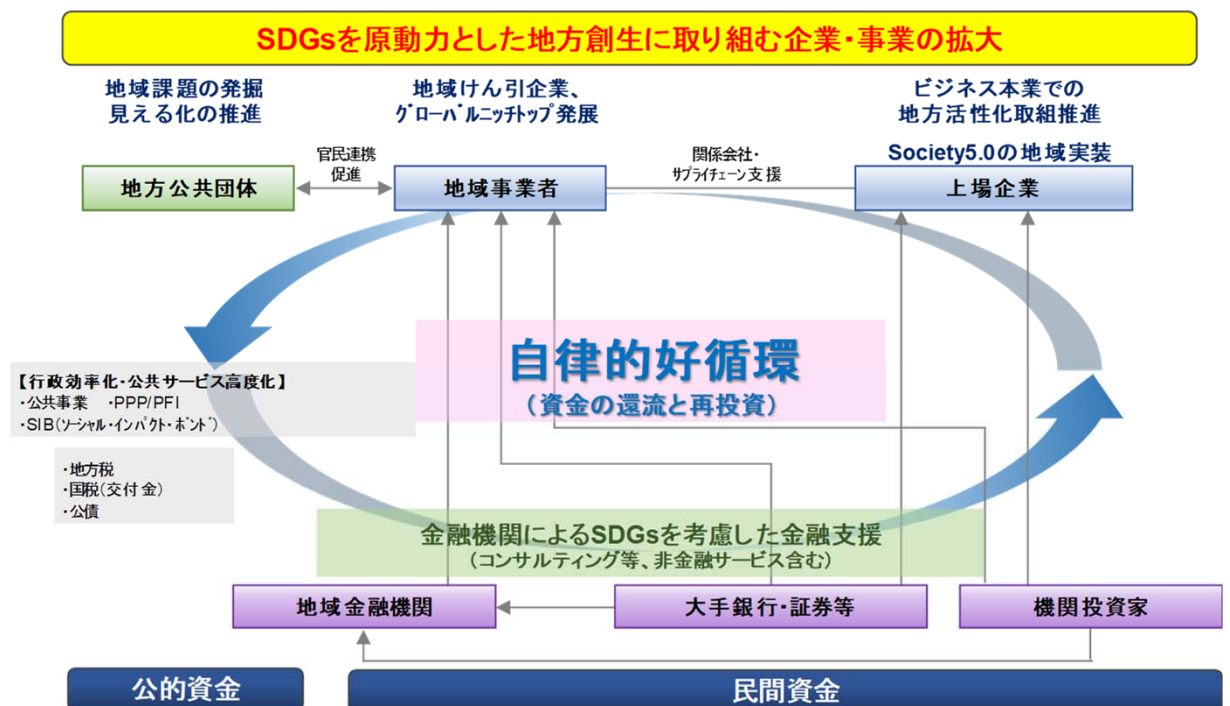 SDGsを原動力とした地方創生に取り組む企業・事業の拡大
地域課題の発掘
見える化の推進
地域けん引企業、
グローバルニッチトップ発展
ビジネス本業での
地方活性化取組推進
Society5.0の地域実装
地方公共団体
官民連携
促進
地域事業者
関係会社・
サプライチェーン支援
上場企業
自律的好循環
（資金の還流と再投資）
【行政効率化・公共サービス高度化】
・公共事業 ・PPP/PFI
・SIB（ソーシャル・インパクト・ボンド）
・地方税
・国税（交付金）
・公債
金融機関によるSDGsを考慮した金融支援
（コンサルティング等、非金融サービス含む）
地域金融機関
大手銀行・証券等
機関投資家
公的資金
民間資金